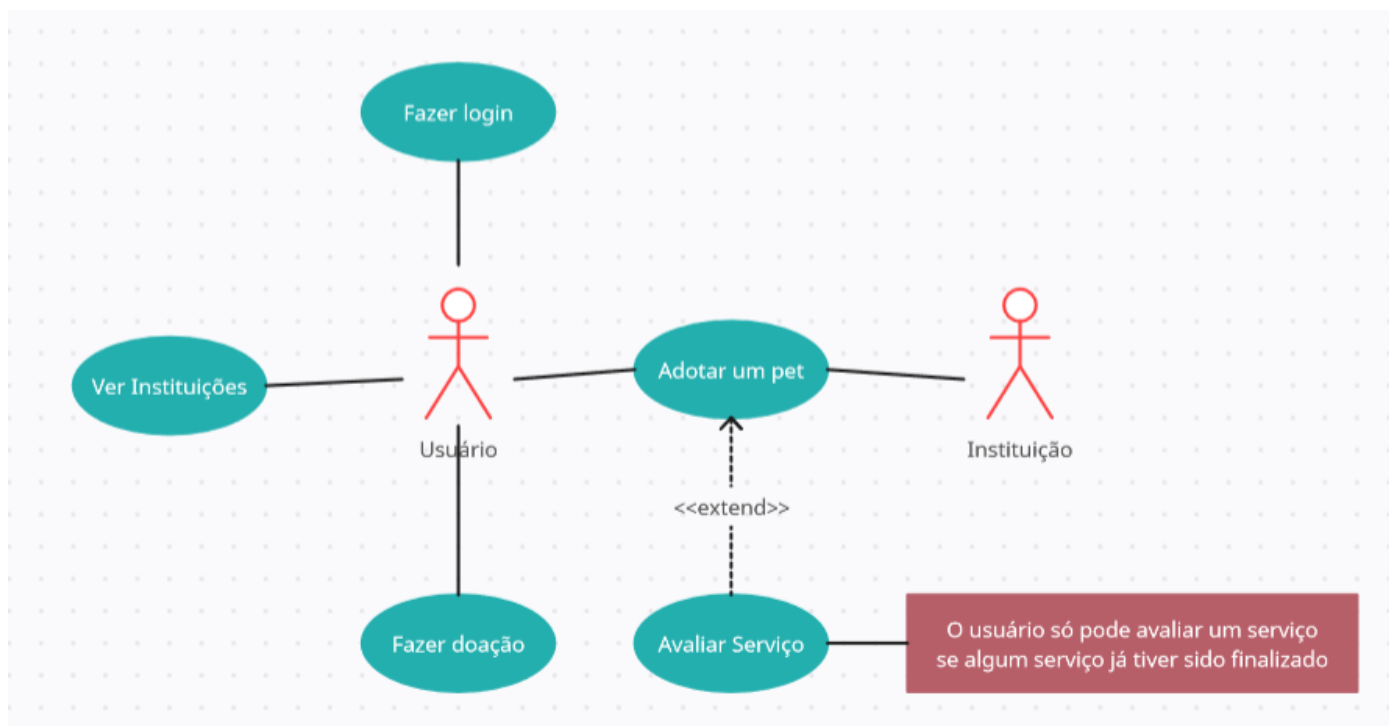 Fazer login
Ver Instituições
Usuário
Adotar um pet
Instituição
<<extend>>
Fazer doação
Avaliar Serviço
O usuário só pode avaliar um serviço
se algum serviço já tiver sido finalizado